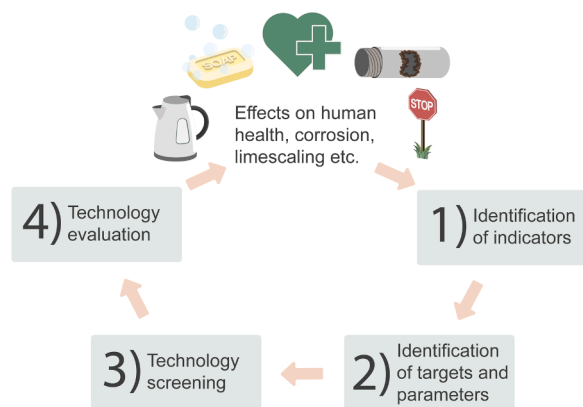 SOAP
STOP
Effects on human
health, corrosion,
limescaling etc.
1) Identification
of indicators
2) Identification
of targets and
parameters
3) Technology
screening
4) Technology
evaluation